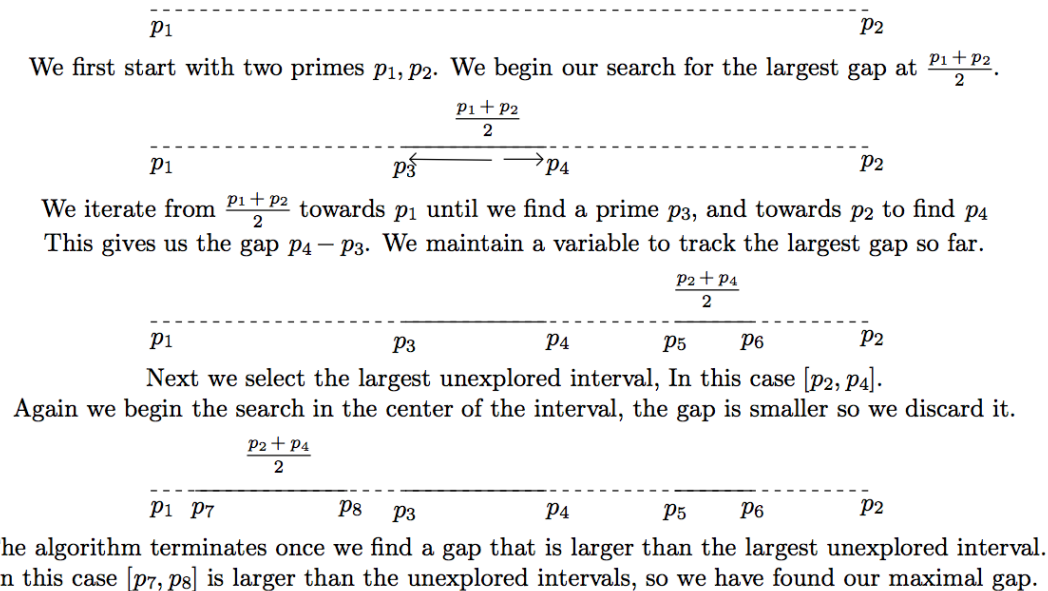 p₁ p₂
We first start with two primes p₁, p₂. We begin our search for the largest gap at (p₁ + p₂)/2.
(p₁ + p₂)/2
p₁ p₃ p₄ p₂
We iterate from (p₁ + p₂)/2 towards p₁ until we find a prime p₃, and towards p₂ to find p₄
This gives us the gap p₄ − p₃. We maintain a variable to track the largest gap so far.
(p₂ + p₄)/2
p₁ p₃ p₄ p₅ p₆ p₂
Next we select the largest unexplored interval, In this case [p₂, p₄].
Again we begin the search in the center of the interval, the gap is smaller so we discard it.
(p₂ + p₄)/2
p₁ p₇ p₈ p₃ p₄ p₅ p₆ p₂
he algorithm terminates once we find a gap that is larger than the largest unexplored interval.
n this case [p₇, p₈] is larger than the unexplored intervals, so we have found our maximal gap.